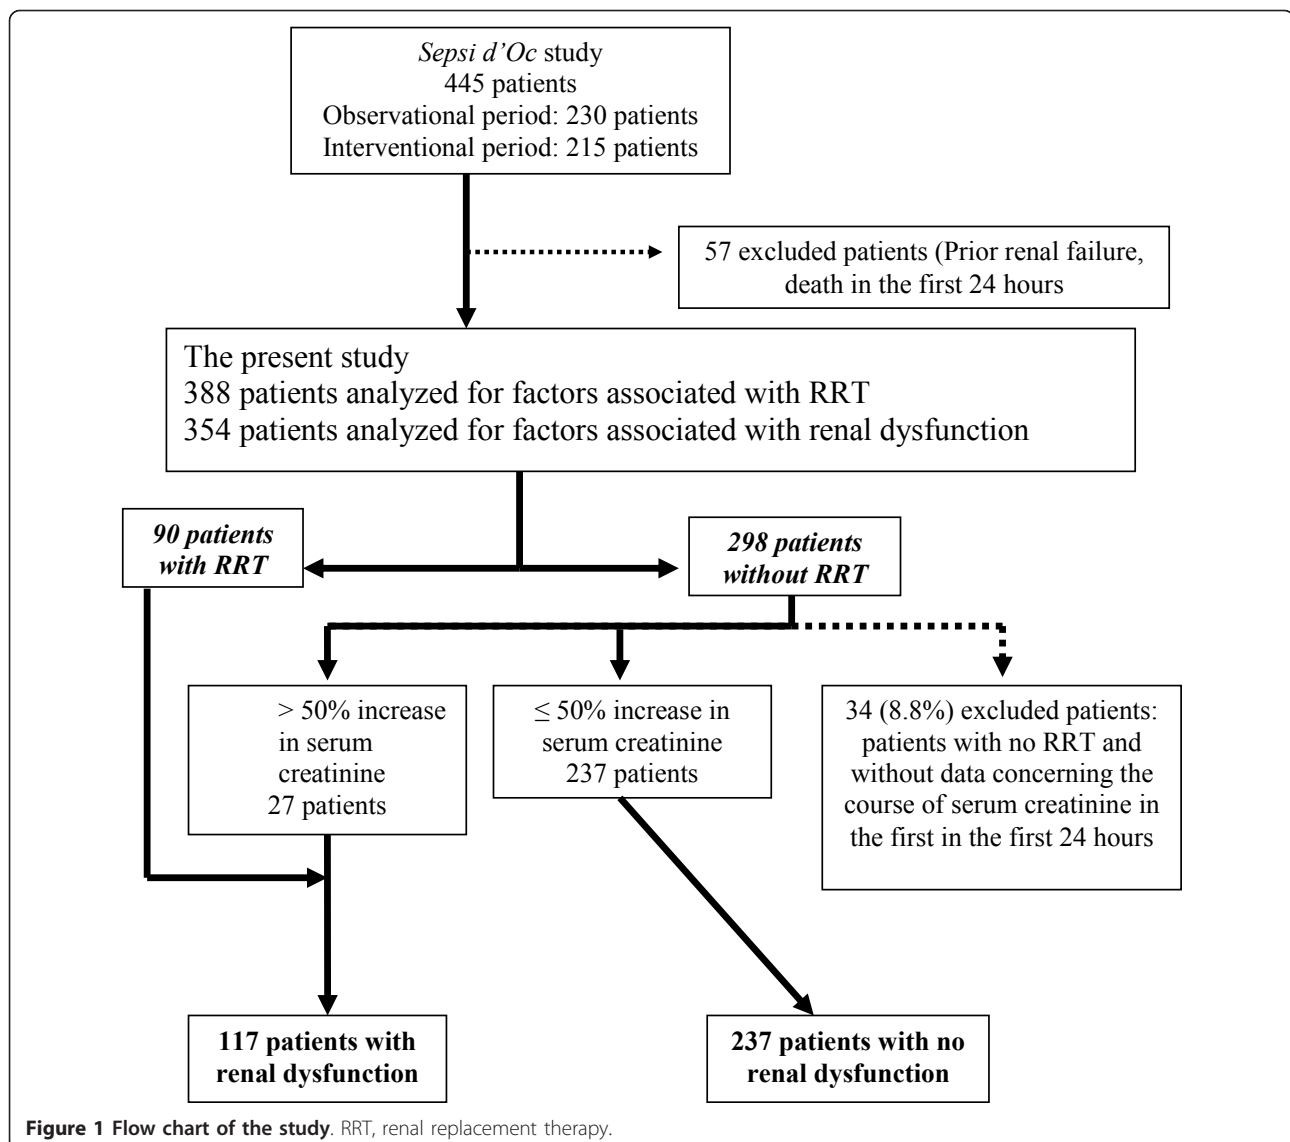 Sepsi d'Oc study
445 patients
Observational period: 230 patients
Interventional period: 215 patients
57 excluded patients (Prior renal failure,
death in the first 24 hours
The present study
388 patients analyzed for factors associated with RRT
354 patients analyzed for factors associated with renal dysfunction
90 patients
with RRT
298 patients
without RRT
> 50% increase
in serum
creatinine
27 patients
≤ 50% increase in
serum creatinine
237 patients
34 (8.8%) excluded patients:
patients with no RRT and
without data concerning the
course of serum creatinine in
the first in the first 24 hours
117 patients with
renal dysfunction
237 patients with no
renal dysfunction
Figure 1 Flow chart of the study. RRT, renal replacement therapy.